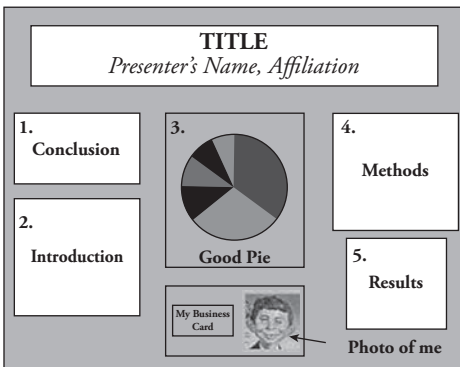 TITLE
Presenter's Name, Affiliation
1.
Conclusion
2.
Introduction
3.
Good Pie
My Business
Card
4.
Methods
5.
Results
Photo of me